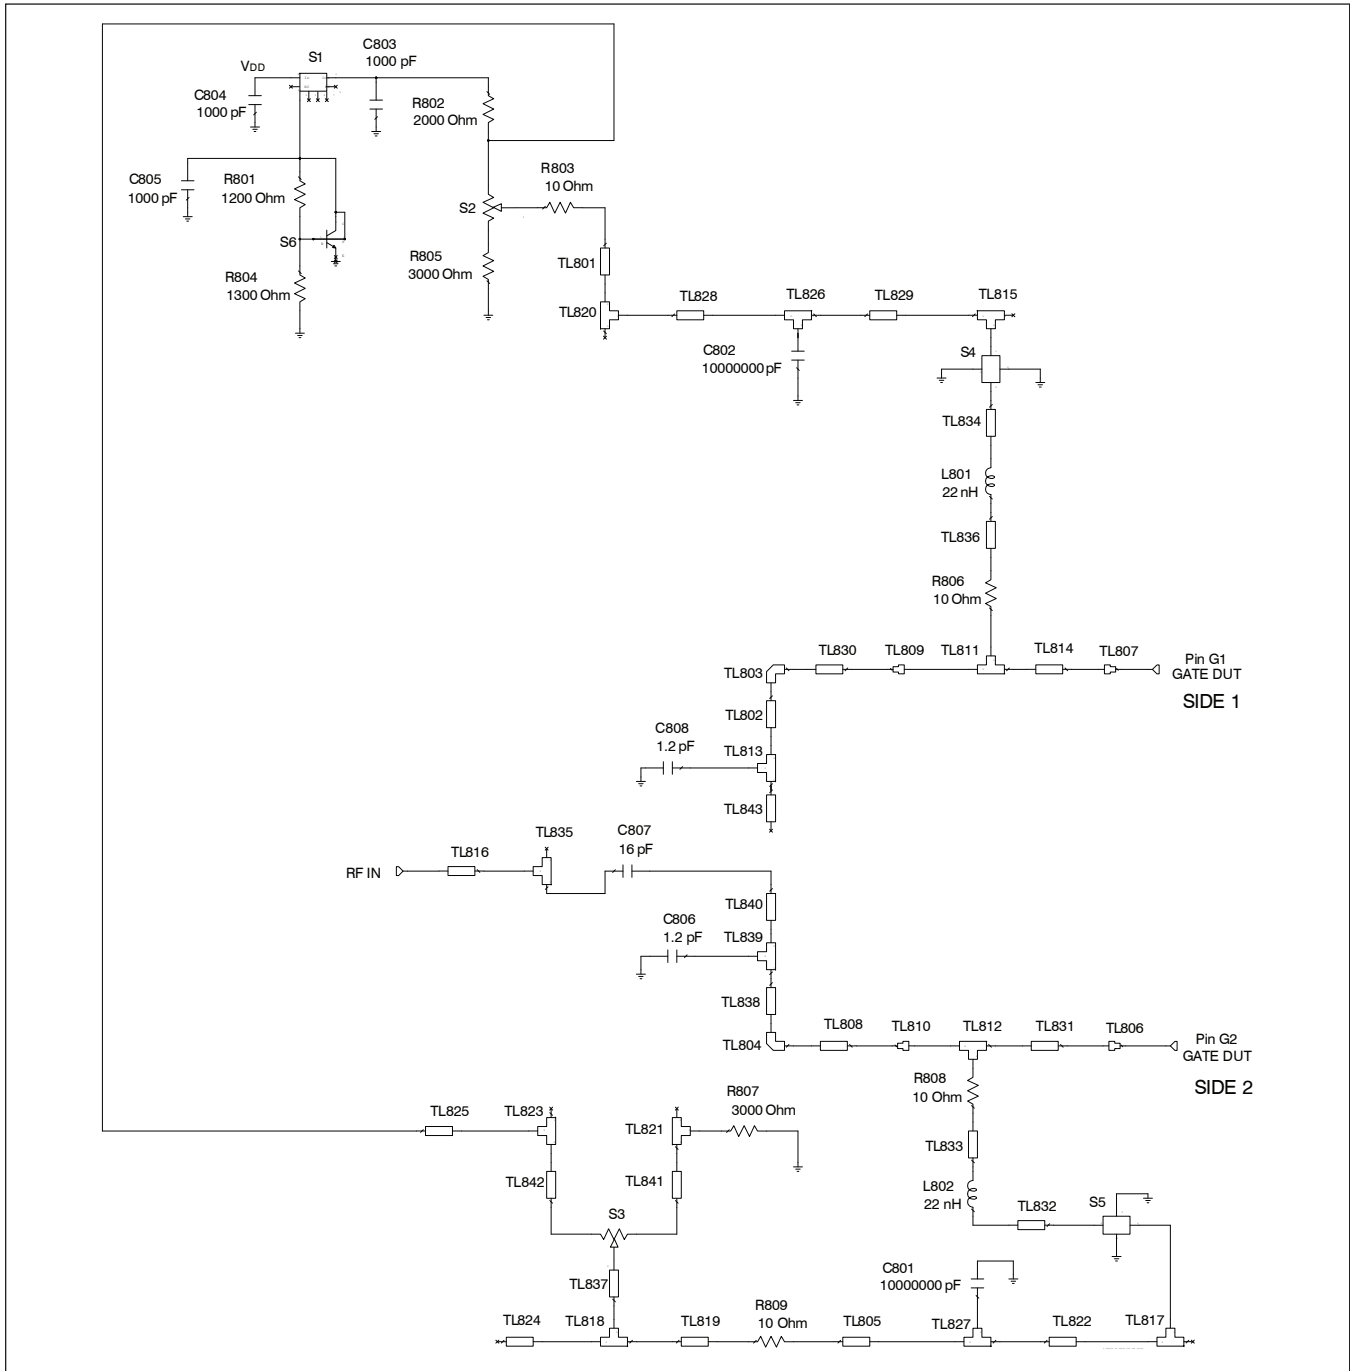 C803
1000 pF
S1
VDD
C804
1000 pF
R802
2000 Ohm
C805
1000 pF
R801
1200 Ohm
R803
10 Ohm
S2
S6
R804
1300 Ohm
R805
3000 Ohm
TL801
TL820
TL828
TL826
TL829
TL815
C802
10000000 pF
S4
TL834
L801
22 nH
TL836
R806
10 Ohm
TL803
TL830
TL809
TL811
TL814
TL807
Pin G1
GATE DUT
SIDE 1
TL802
C808
1.2 pF
TL813
TL843
TL835
C807
16 pF
TL816
RF IN
TL840
C806
1.2 pF
TL839
TL838
TL804
TL808
TL810
TL812
TL831
TL806
Pin G2
GATE DUT
SIDE 2
R808
10 Ohm
TL825
TL823
TL821
R807
3000 Ohm
TL833
TL842
TL841
L802
22 nH
TL832
S5
S3
TL837
C801
10000000 pF
TL824
TL818
TL819
R809
10 Ohm
TL805
TL827
TL822
TL817